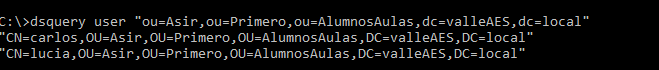 C:\>dsquery user "ou=Asir,ou=Primero,ou=AlumnosAulas,dc=valleAES,dc=local"
"CN=carlos,OU=Asir,OU=Primero,OU=AlumnosAulas,DC=valleAES,DC=local"
"CN=lucia,OU=Asir,OU=Primero,OU=AlumnosAulas,DC=valleAES,DC=local"